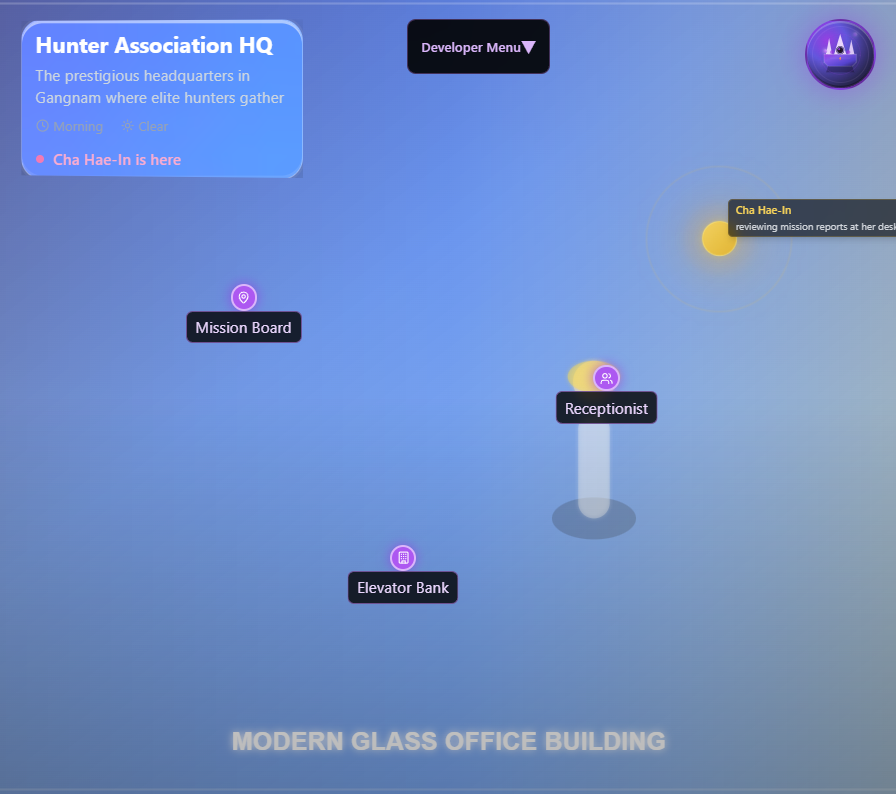 Hunter Association HQ
The prestigious headquarters in
Gangnam where elite hunters gather
Morning Clear
Cha Hae-In is here
Developer Menu
Cha Hae-In
reviewing mission reports at her desk
Mission Board
Receptionist
Elevator Bank
MODERN GLASS OFFICE BUILDING